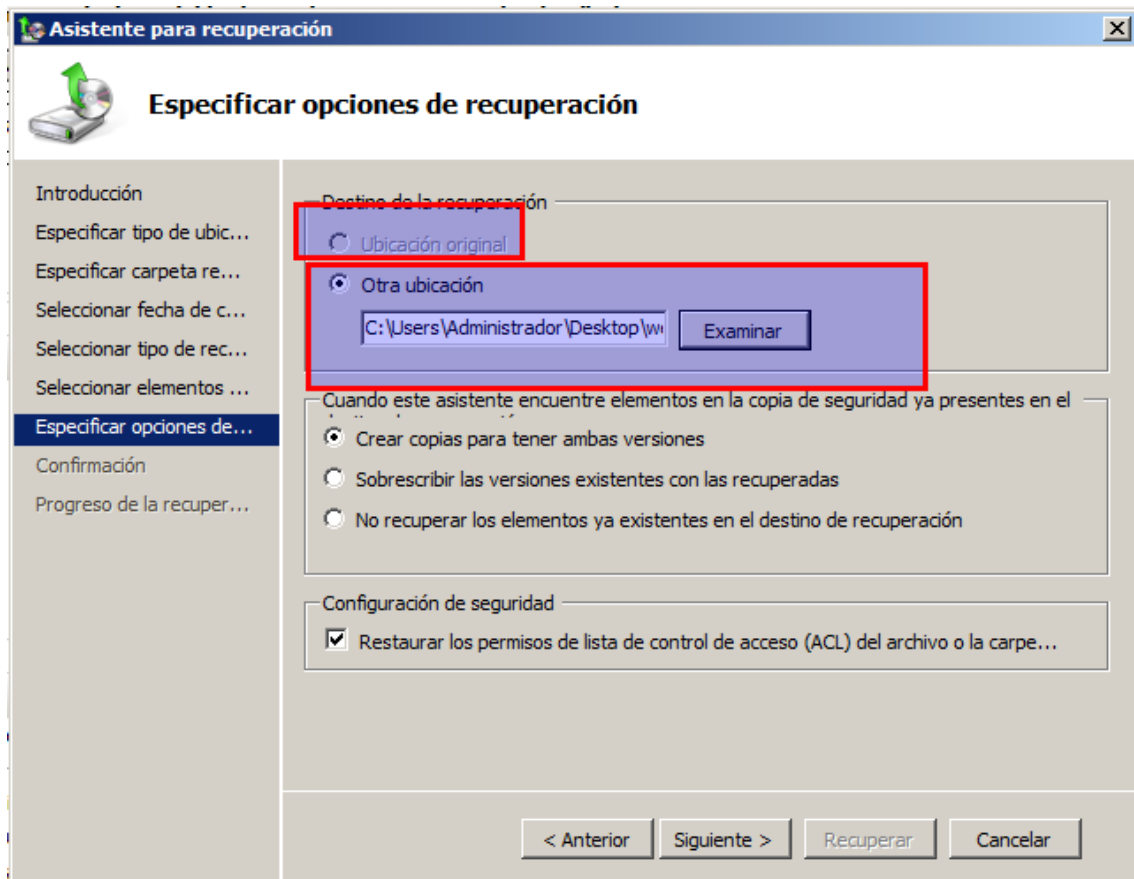 Asistente para recuperación
Especificar opciones de recuperación
Introducción
Especificar tipo de ubic...
Especificar carpeta re...
Seleccionar fecha de c...
Seleccionar tipo de rec...
Seleccionar elementos ...
Especificar opciones de...
Confirmación
Progreso de la recuper...
Destino de la recuperación
Ubicación original
Otra ubicación
C:\Users\Administrador\Desktop\w
Examinar
Cuando este asistente encuentre elementos en la copia de seguridad ya presentes en el
Crear copias para tener ambas versiones
Sobrescribir las versiones existentes con las recuperadas
No recuperar los elementos ya existentes en el destino de recuperación
Configuración de seguridad
Restaurar los permisos de lista de control de acceso (ACL) del archivo o la carpe...
< Anterior
Siguiente >
Recuperar
Cancelar